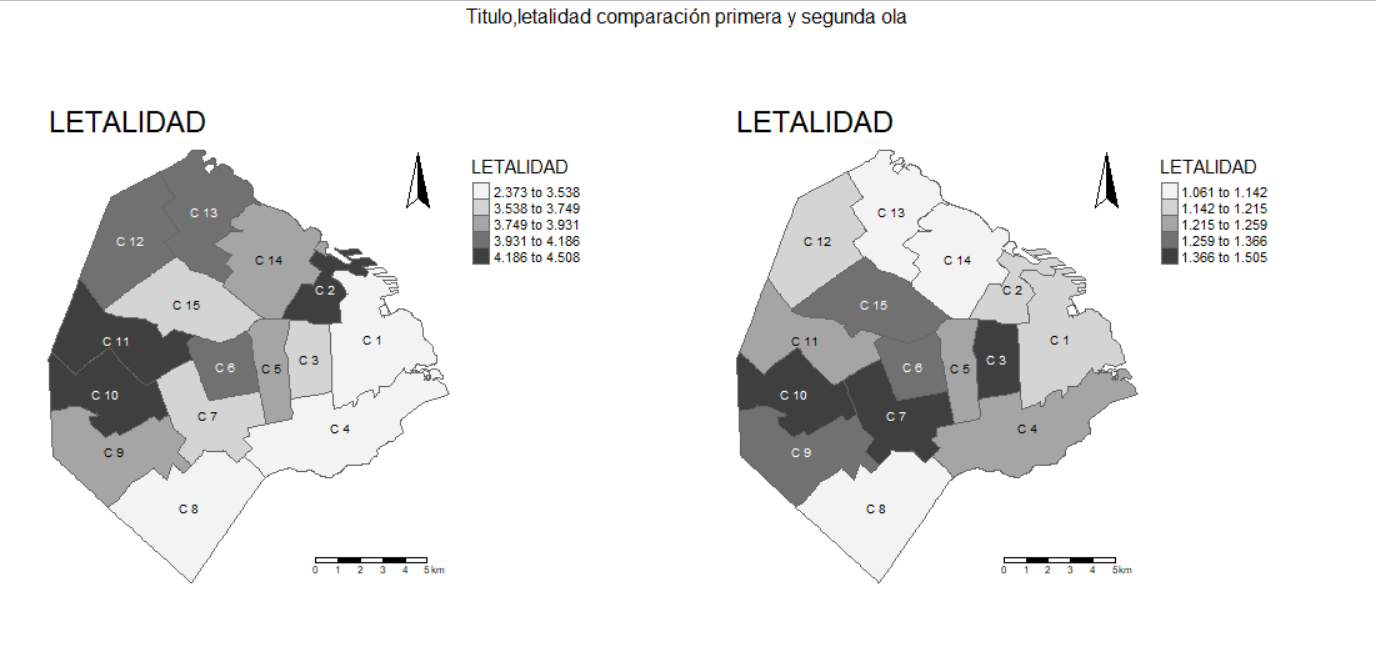 Titulo,letalidad comparación primera y segunda ola
LETALIDAD
LETALIDAD
2.373 to 3.538
3.538 to 3.749
3.749 to 3.931
3.931 to 4.186
4.186 to 4.508
C 13
C 12
C 14
C 2
C 15
C 11
C 1
C 3
C 6
C 5
C 10
C 7
C 4
C 9
C 8
0 1 2 3 4 5 km
LETALIDAD
LETALIDAD
1.061 to 1.142
1.142 to 1.215
1.215 to 1.259
1.259 to 1.366
1.366 to 1.505
C 13
C 12
C 14
C 2
C 15
C 11
C 1
C 3
C 6
C 5
C 10
C 7
C 4
C 9
C 8
0 1 2 3 4 5km